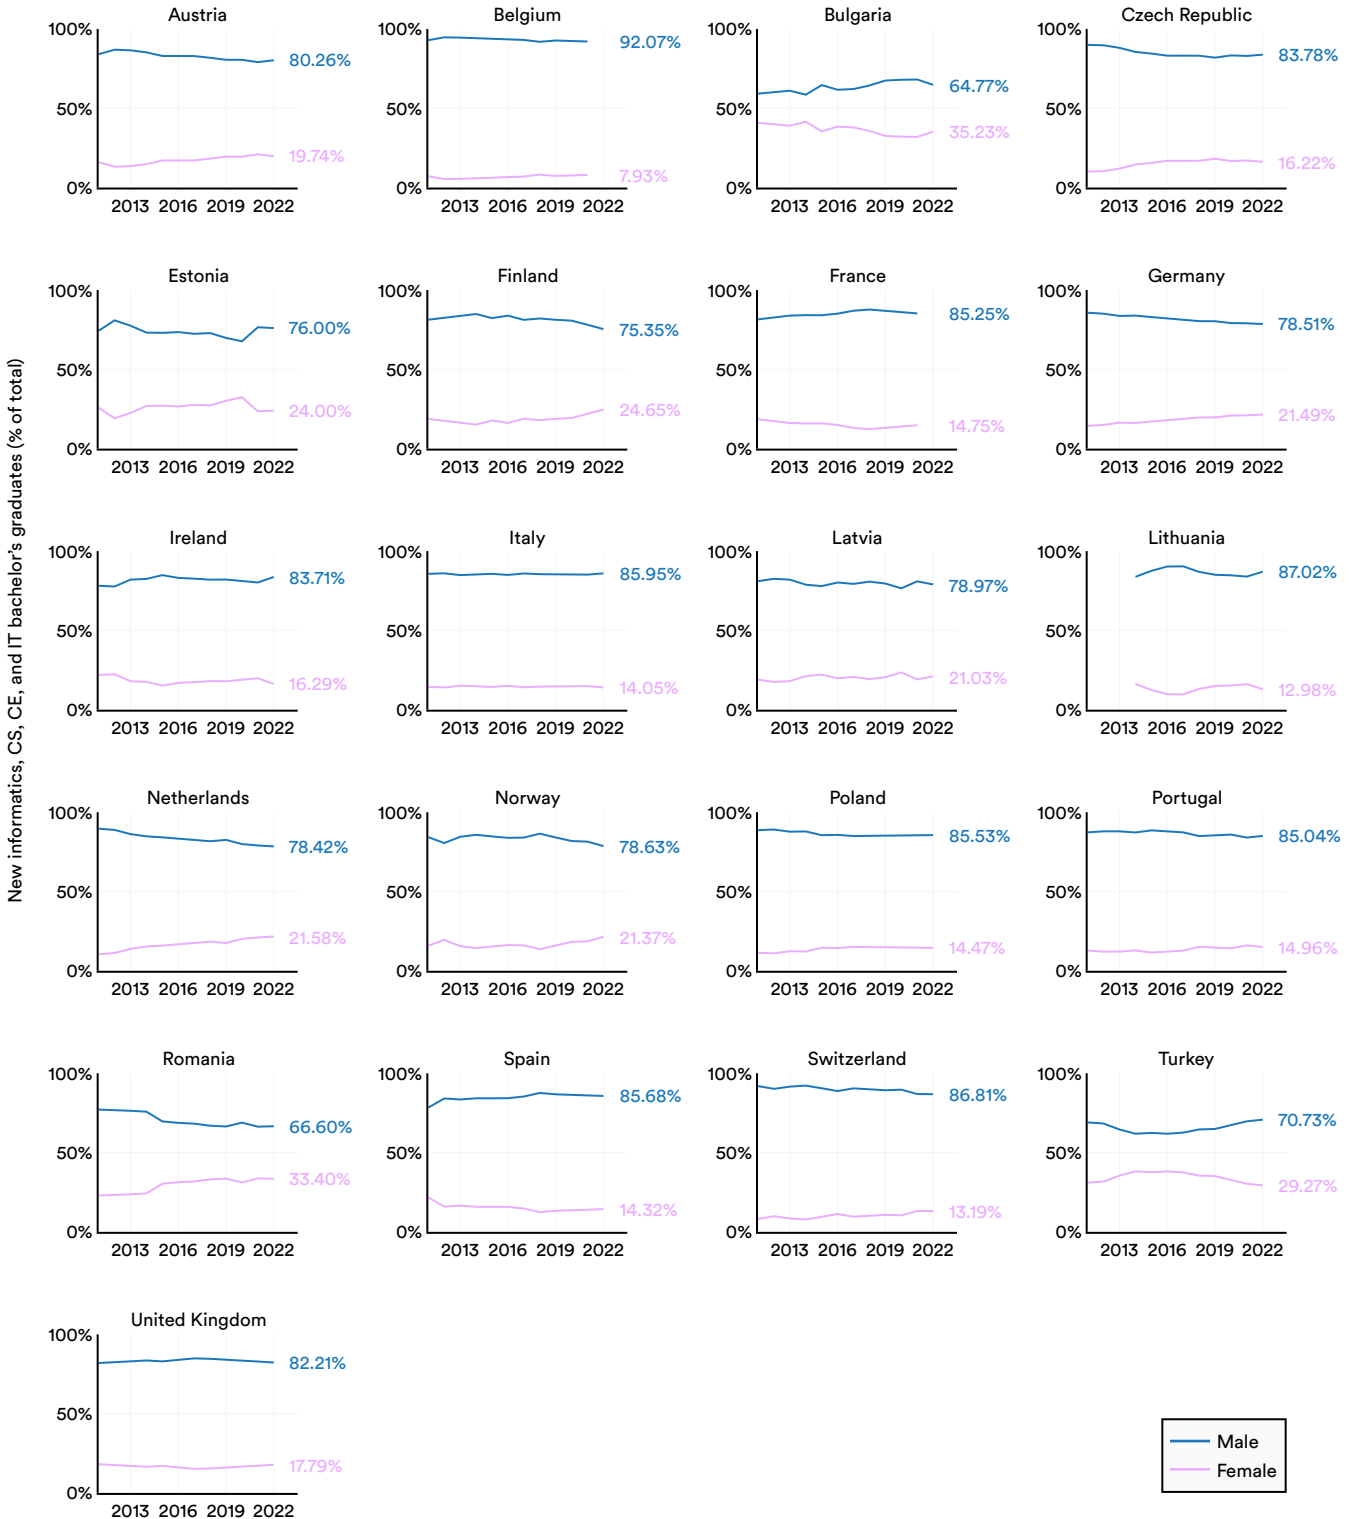 New informatics, CS, CE, and IT bachelor's graduates (% of total)
Austria
100%
50%
0%
80.26%
19.74%
2013 2016 2019 2022
Belgium
100%
50%
0%
92.07%
7.93%
2013 2016 2019 2022
Bulgaria
100%
50%
0%
64.77%
35.23%
2013 2016 2019 2022
Czech Republic
100%
50%
0%
83.78%
16.22%
2013 2016 2019 2022
Estonia
100%
50%
0%
76.00%
24.00%
2013 2016 2019 2022
Finland
100%
50%
0%
75.35%
24.65%
2013 2016 2019 2022
France
100%
50%
0%
85.25%
14.75%
2013 2016 2019 2022
Germany
100%
50%
0%
78.51%
21.49%
2013 2016 2019 2022
Ireland
100%
50%
0%
83.71%
16.29%
2013 2016 2019 2022
Italy
100%
50%
0%
85.95%
14.05%
2013 2016 2019 2022
Latvia
100%
50%
0%
78.97%
21.03%
2013 2016 2019 2022
Lithuania
100%
50%
0%
87.02%
12.98%
2013 2016 2019 2022
Netherlands
100%
50%
0%
78.42%
21.58%
2013 2016 2019 2022
Norway
100%
50%
0%
78.63%
21.37%
2013 2016 2019 2022
Poland
100%
50%
0%
85.53%
14.47%
2013 2016 2019 2022
Portugal
100%
50%
0%
85.04%
14.96%
2013 2016 2019 2022
Romania
100%
50%
0%
66.60%
33.40%
2013 2016 2019 2022
Spain
100%
50%
0%
85.68%
14.32%
2013 2016 2019 2022
Switzerland
100%
50%
0%
86.81%
13.19%
2013 2016 2019 2022
Turkey
100%
50%
0%
70.73%
29.27%
2013 2016 2019 2022
United Kingdom
100%
50%
0%
82.21%
17.79%
2013 2016 2019 2022
Male
Female